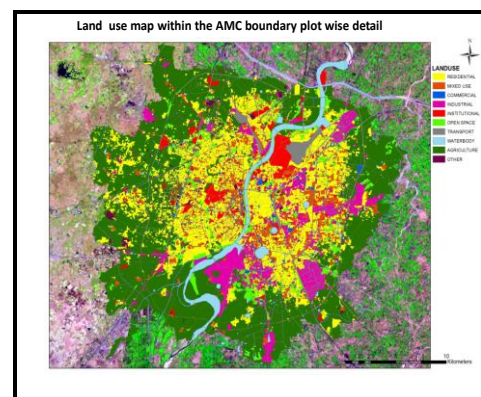 Land use map within the AMC boundary plot wise detail
N
LANDUSE
RESIDENTIAL
MIXED USE
COMMERCIAL
INDUSTRIAL
INSTITUTIONAL
OPEN SPACE
TRANSPORT
WATERBODY
AGRICULTURE
OTHER
10
Kilometers